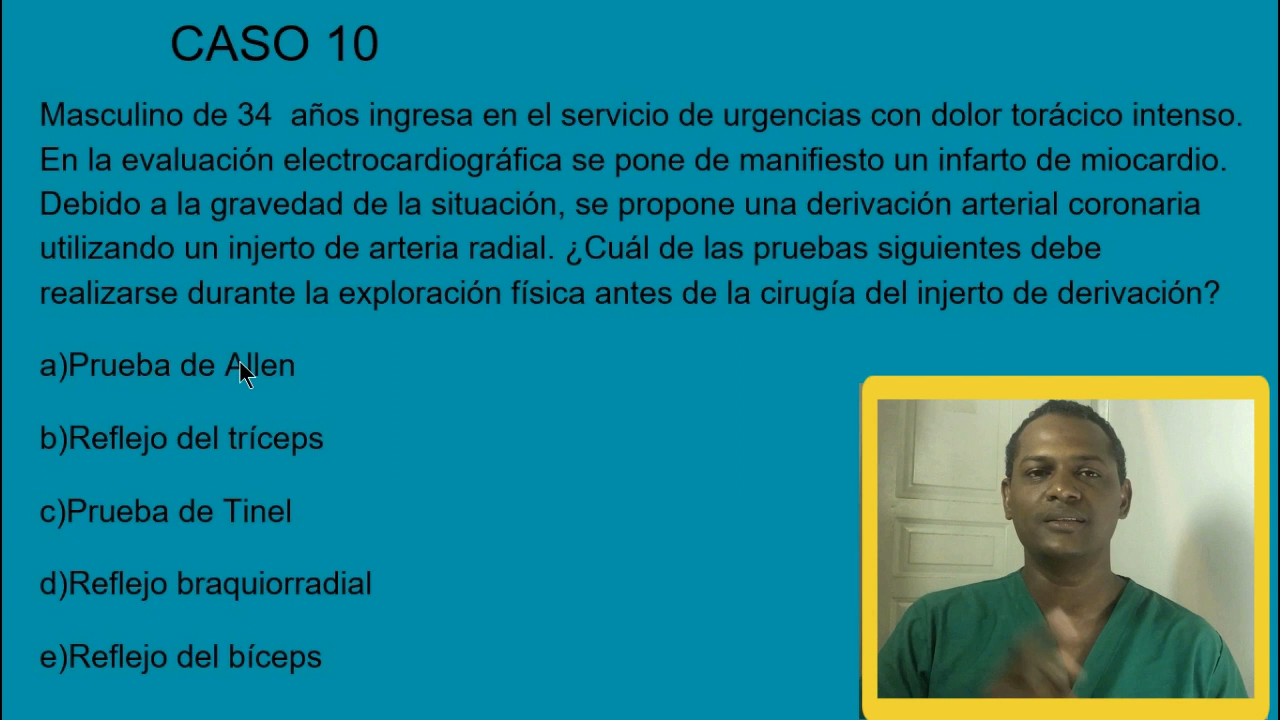 CASO 10
Masculino de 34 años ingresa en el servicio de urgencias con dolor torácico intenso.
En la evaluación electrocardiográfica se pone de manifiesto un infarto de miocardio.
Debido a la gravedad de la situación, se propone una derivación arterial coronaria
utilizando un injerto de arteria radial. ¿Cuál de las pruebas siguientes debe
realizarse durante la exploración física antes de la cirugía del injerto de derivación?
a)Prueba de Allen
b)Reflejo del tríceps
c)Prueba de Tinel
d)Reflejo braquiorradial
e)Reflejo del bíceps